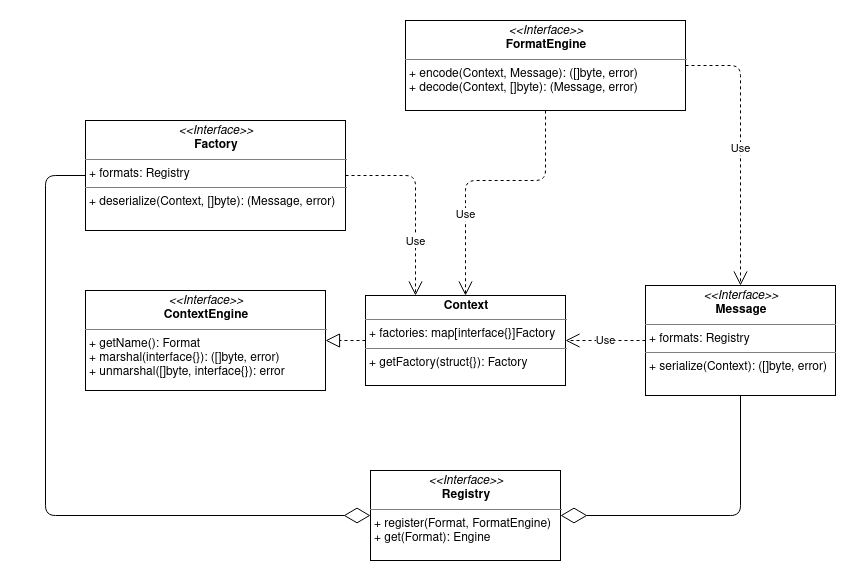 <<Interface>>
FormatEngine
+ encode(Context, Message): ([]byte, error)
+ decode(Context, []byte): (Message, error)
Use
<<Interface>>
Factory
+ formats: Registry
+ deserialize(Context, []byte): (Message, error)
Use
Use
<<Interface>>
ContextEngine
+ getName(): Format
+ marshal(interface{}): ([]byte, error)
+ unmarshal([]byte, interface{}): error
Context
+ factories: map[interface{}]Factory
+ getFactory(struct{}): Factory
Use
<<Interface>>
Message
+ formats: Registry
+ serialize(Context): ([]byte, error)
<<Interface>>
Registry
+ register(Format, FormatEngine)
+ get(Format): Engine